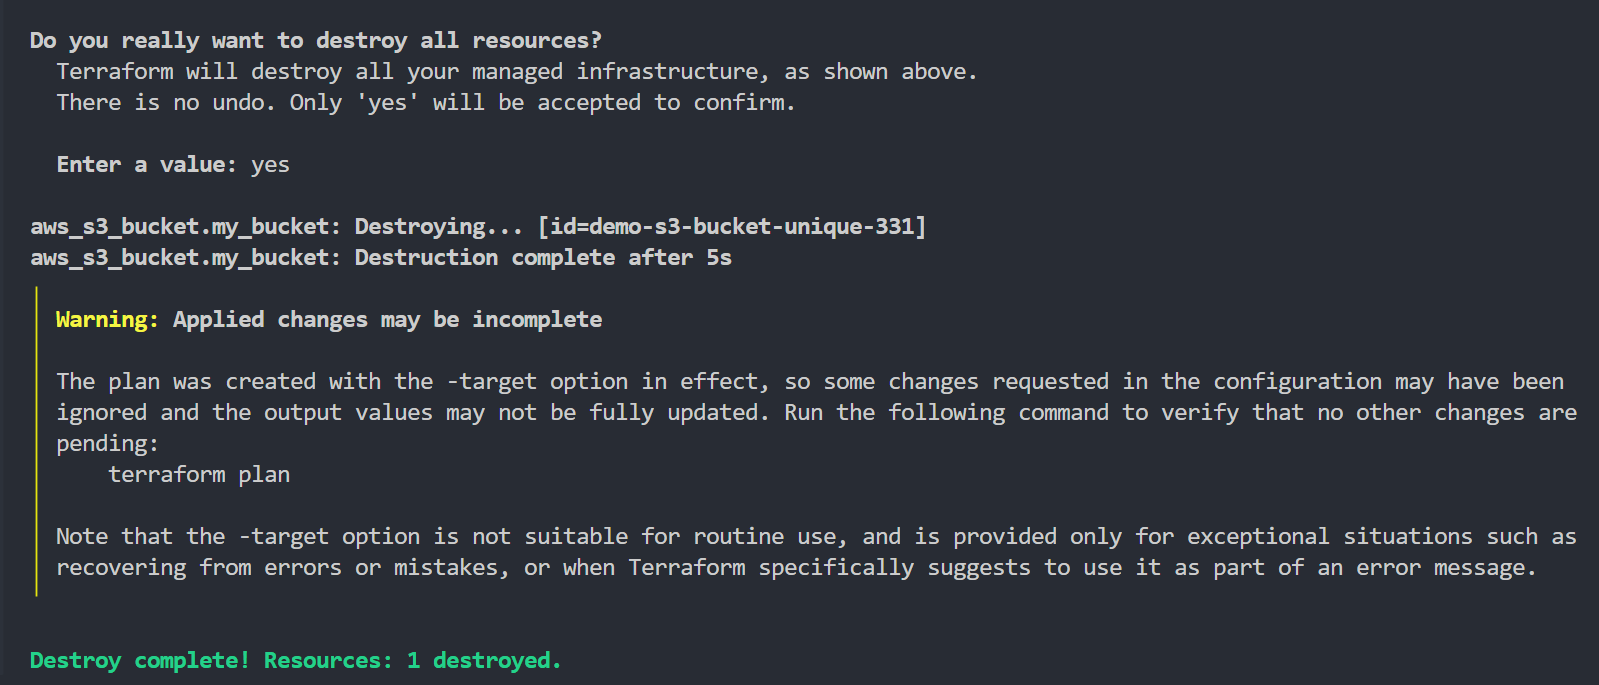 Do you really want to destroy all resources?
Terraform will destroy all your managed infrastructure, as shown above.
There is no undo. Only 'yes' will be accepted to confirm.
Enter a value: yes
aws_s3_bucket.my_bucket: Destroying... [id=demo-s3-bucket-unique-331]
aws_s3_bucket.my_bucket: Destruction complete after 5s
Warning: Applied changes may be incomplete
The plan was created with the -target option in effect, so some changes requested in the configuration may have been
ignored and the output values may not be fully updated. Run the following command to verify that no other changes are
pending:
terraform plan
Note that the -target option is not suitable for routine use, and is provided only for exceptional situations such as
recovering from errors or mistakes, or when Terraform specifically suggests to use it as part of an error message.
Destroy complete! Resources: 1 destroyed.